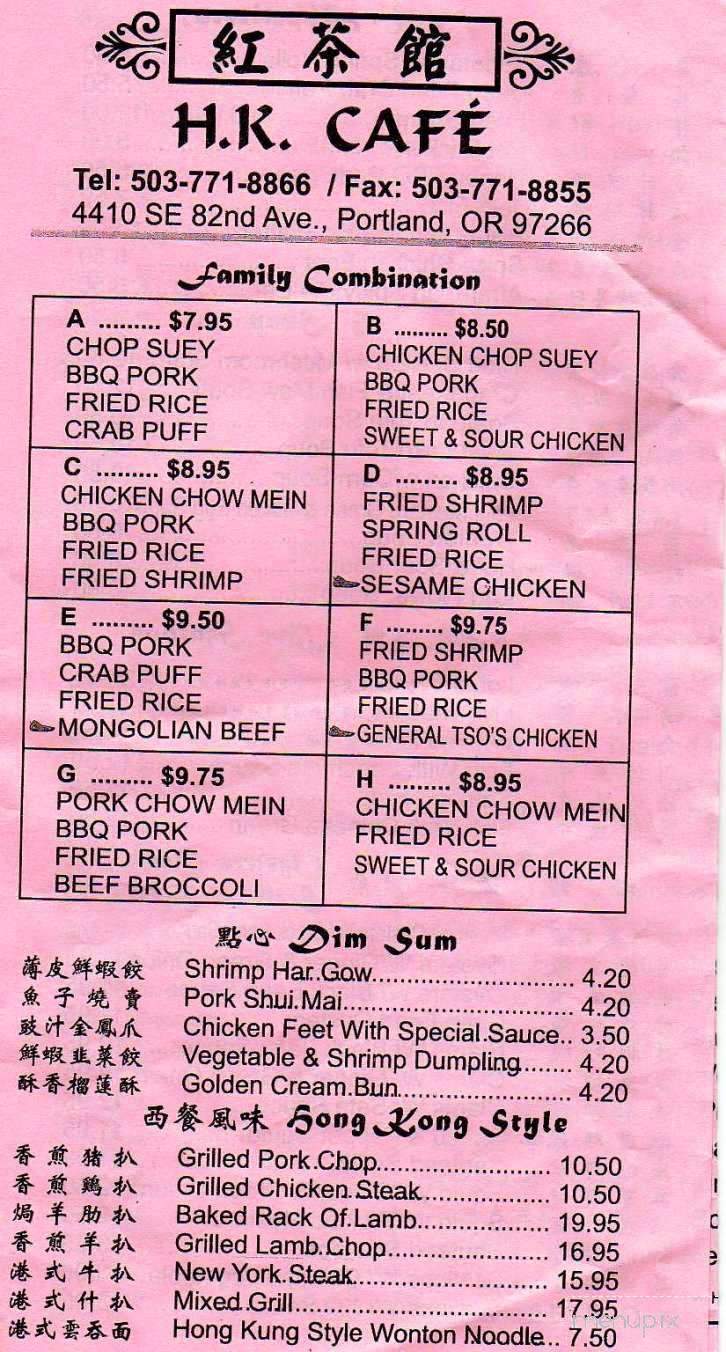 紅茶館
H.K. CAFÉ
Tel: 503-771-8866 / Fax: 503-771-8855
4410 SE 82nd Ave., Portland, OR 97266
Family Combination
A ......... $7.95
CHOP SUEY
BBQ PORK
FRIED RICE
CRAB PUFF
B ......... $8.50
CHICKEN CHOP SUEY
BBQ PORK
FRIED RICE
SWEET & SOUR CHICKEN
C ......... $8.95
CHICKEN CHOW MEIN
BBQ PORK
FRIED RICE
FRIED SHRIMP
D ......... $8.95
FRIED SHRIMP
SPRING ROLL
FRIED RICE
SESAME CHICKEN
E ......... $9.50
BBQ PORK
CRAB PUFF
FRIED RICE
MONGOLIAN BEEF
F ......... $9.75
FRIED SHRIMP
BBQ PORK
FRIED RICE
GENERAL TSO'S CHICKEN
G ......... $9.75
PORK CHOW MEIN
BBQ PORK
FRIED RICE
BEEF BROCCOLI
H ......... $8.95
CHICKEN CHOW MEIN
FRIED RICE
SWEET & SOUR CHICKEN
點心 Dim Sum
薄皮鮮蝦餃 Shrimp Har Gow 4.20
魚子燒賣 Pork Shui Mai 4.20
豉汁金鳳爪 Chicken Feet With Special Sauce 3.50
鮮蝦韭菜餃 Vegetable & Shrimp Dumpling 4.20
酥香榴蓮酥 Golden Cream Bun 4.20
西餐風味 Hong Kong Style
香煎豬扒 Grilled Pork Chop 10.50
香煎鷄扒 Grilled Chicken Steak 10.50
焗羊肋扒 Baked Rack Of Lamb 19.95
香煎羊扒 Grilled Lamb Chop 16.95
港式牛扒 New York Steak 15.95
港式什扒 Mixed Grill 17.95
港式雲吞面 Hong Kung Style Wonton Noodle 7.50
menupix